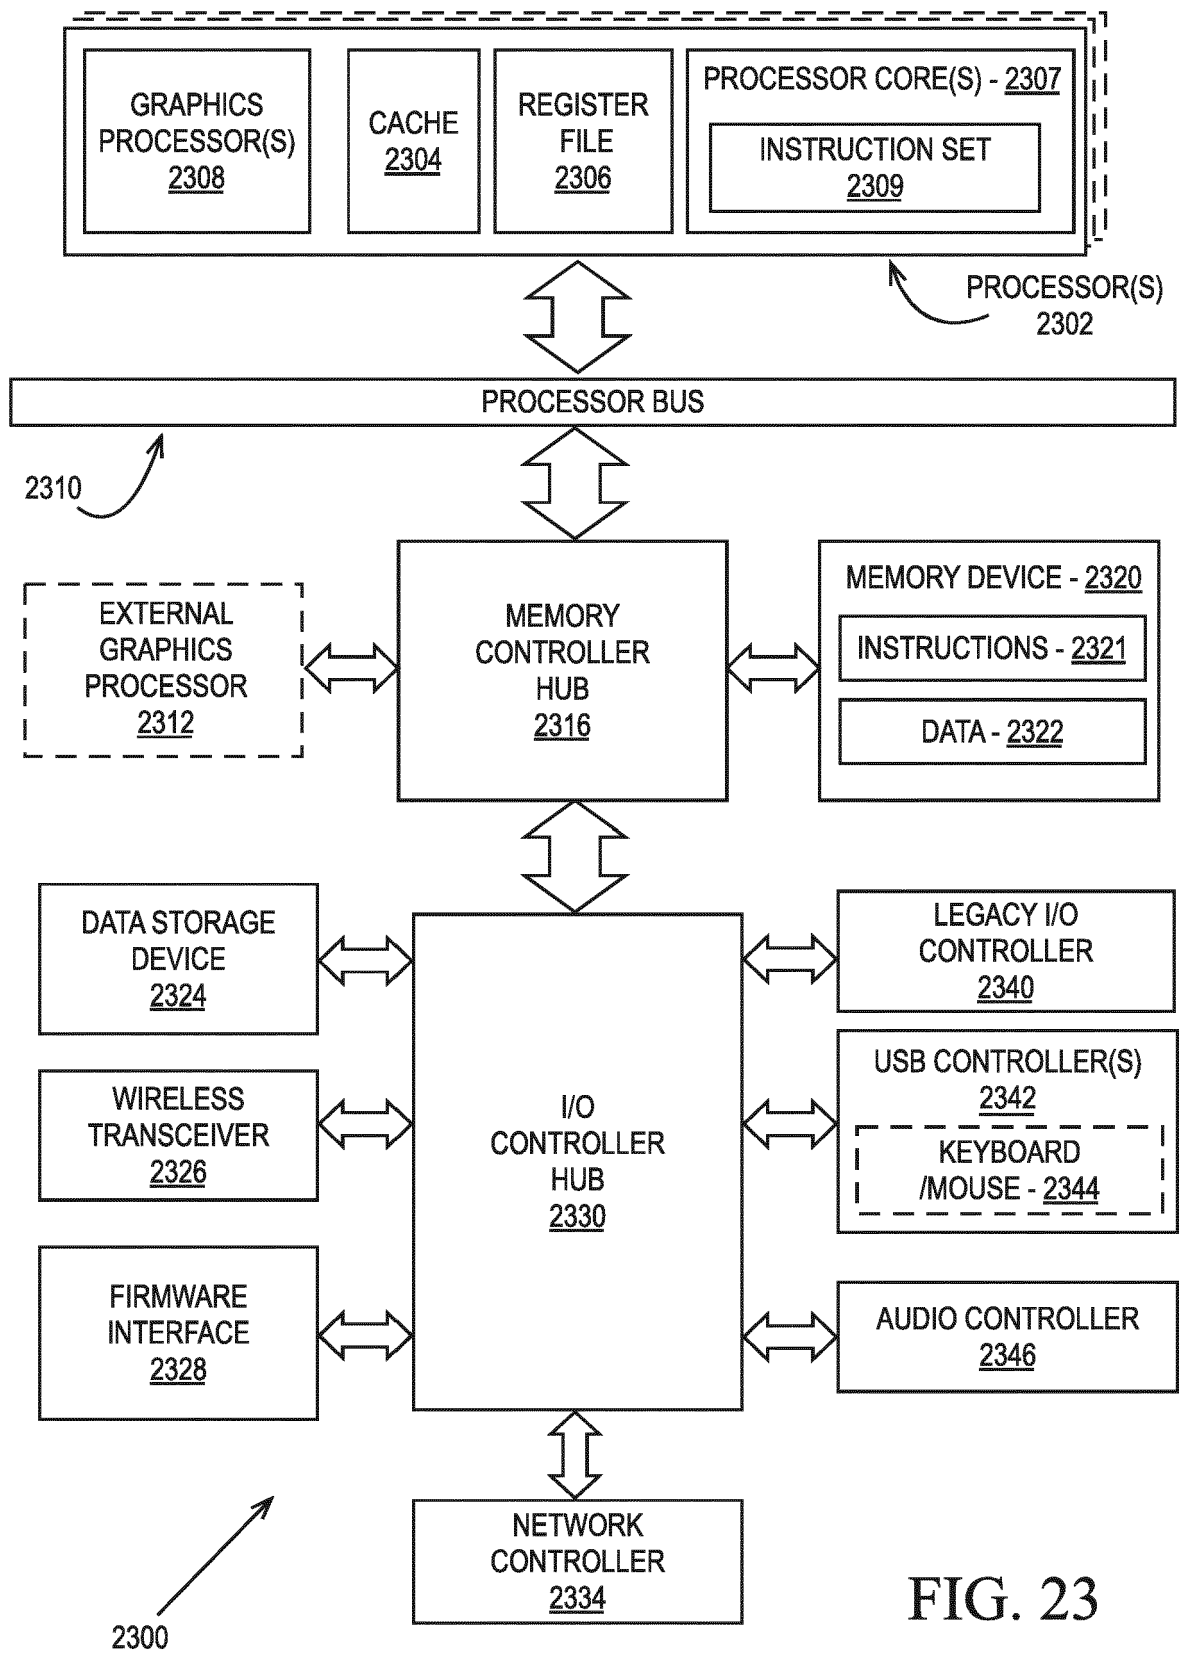 GRAPHICS
PROCESSOR(S)
2308
CACHE
2304
REGISTER
FILE
2306
PROCESSOR CORE(S) - 2307
INSTRUCTION SET
2309
PROCESSOR(S)
2302
PROCESSOR BUS
2310
EXTERNAL
GRAPHICS
PROCESSOR
2312
MEMORY
CONTROLLER
HUB
2316
MEMORY DEVICE - 2320
INSTRUCTIONS - 2321
DATA - 2322
DATA STORAGE
DEVICE
2324
WIRELESS
TRANSCEIVER
2326
FIRMWARE
INTERFACE
2328
I/O
CONTROLLER
HUB
2330
LEGACY I/O
CONTROLLER
2340
USB CONTROLLER(S)
2342
KEYBOARD
/MOUSE - 2344
AUDIO CONTROLLER
2346
NETWORK
CONTROLLER
2334
2300
FIG. 23